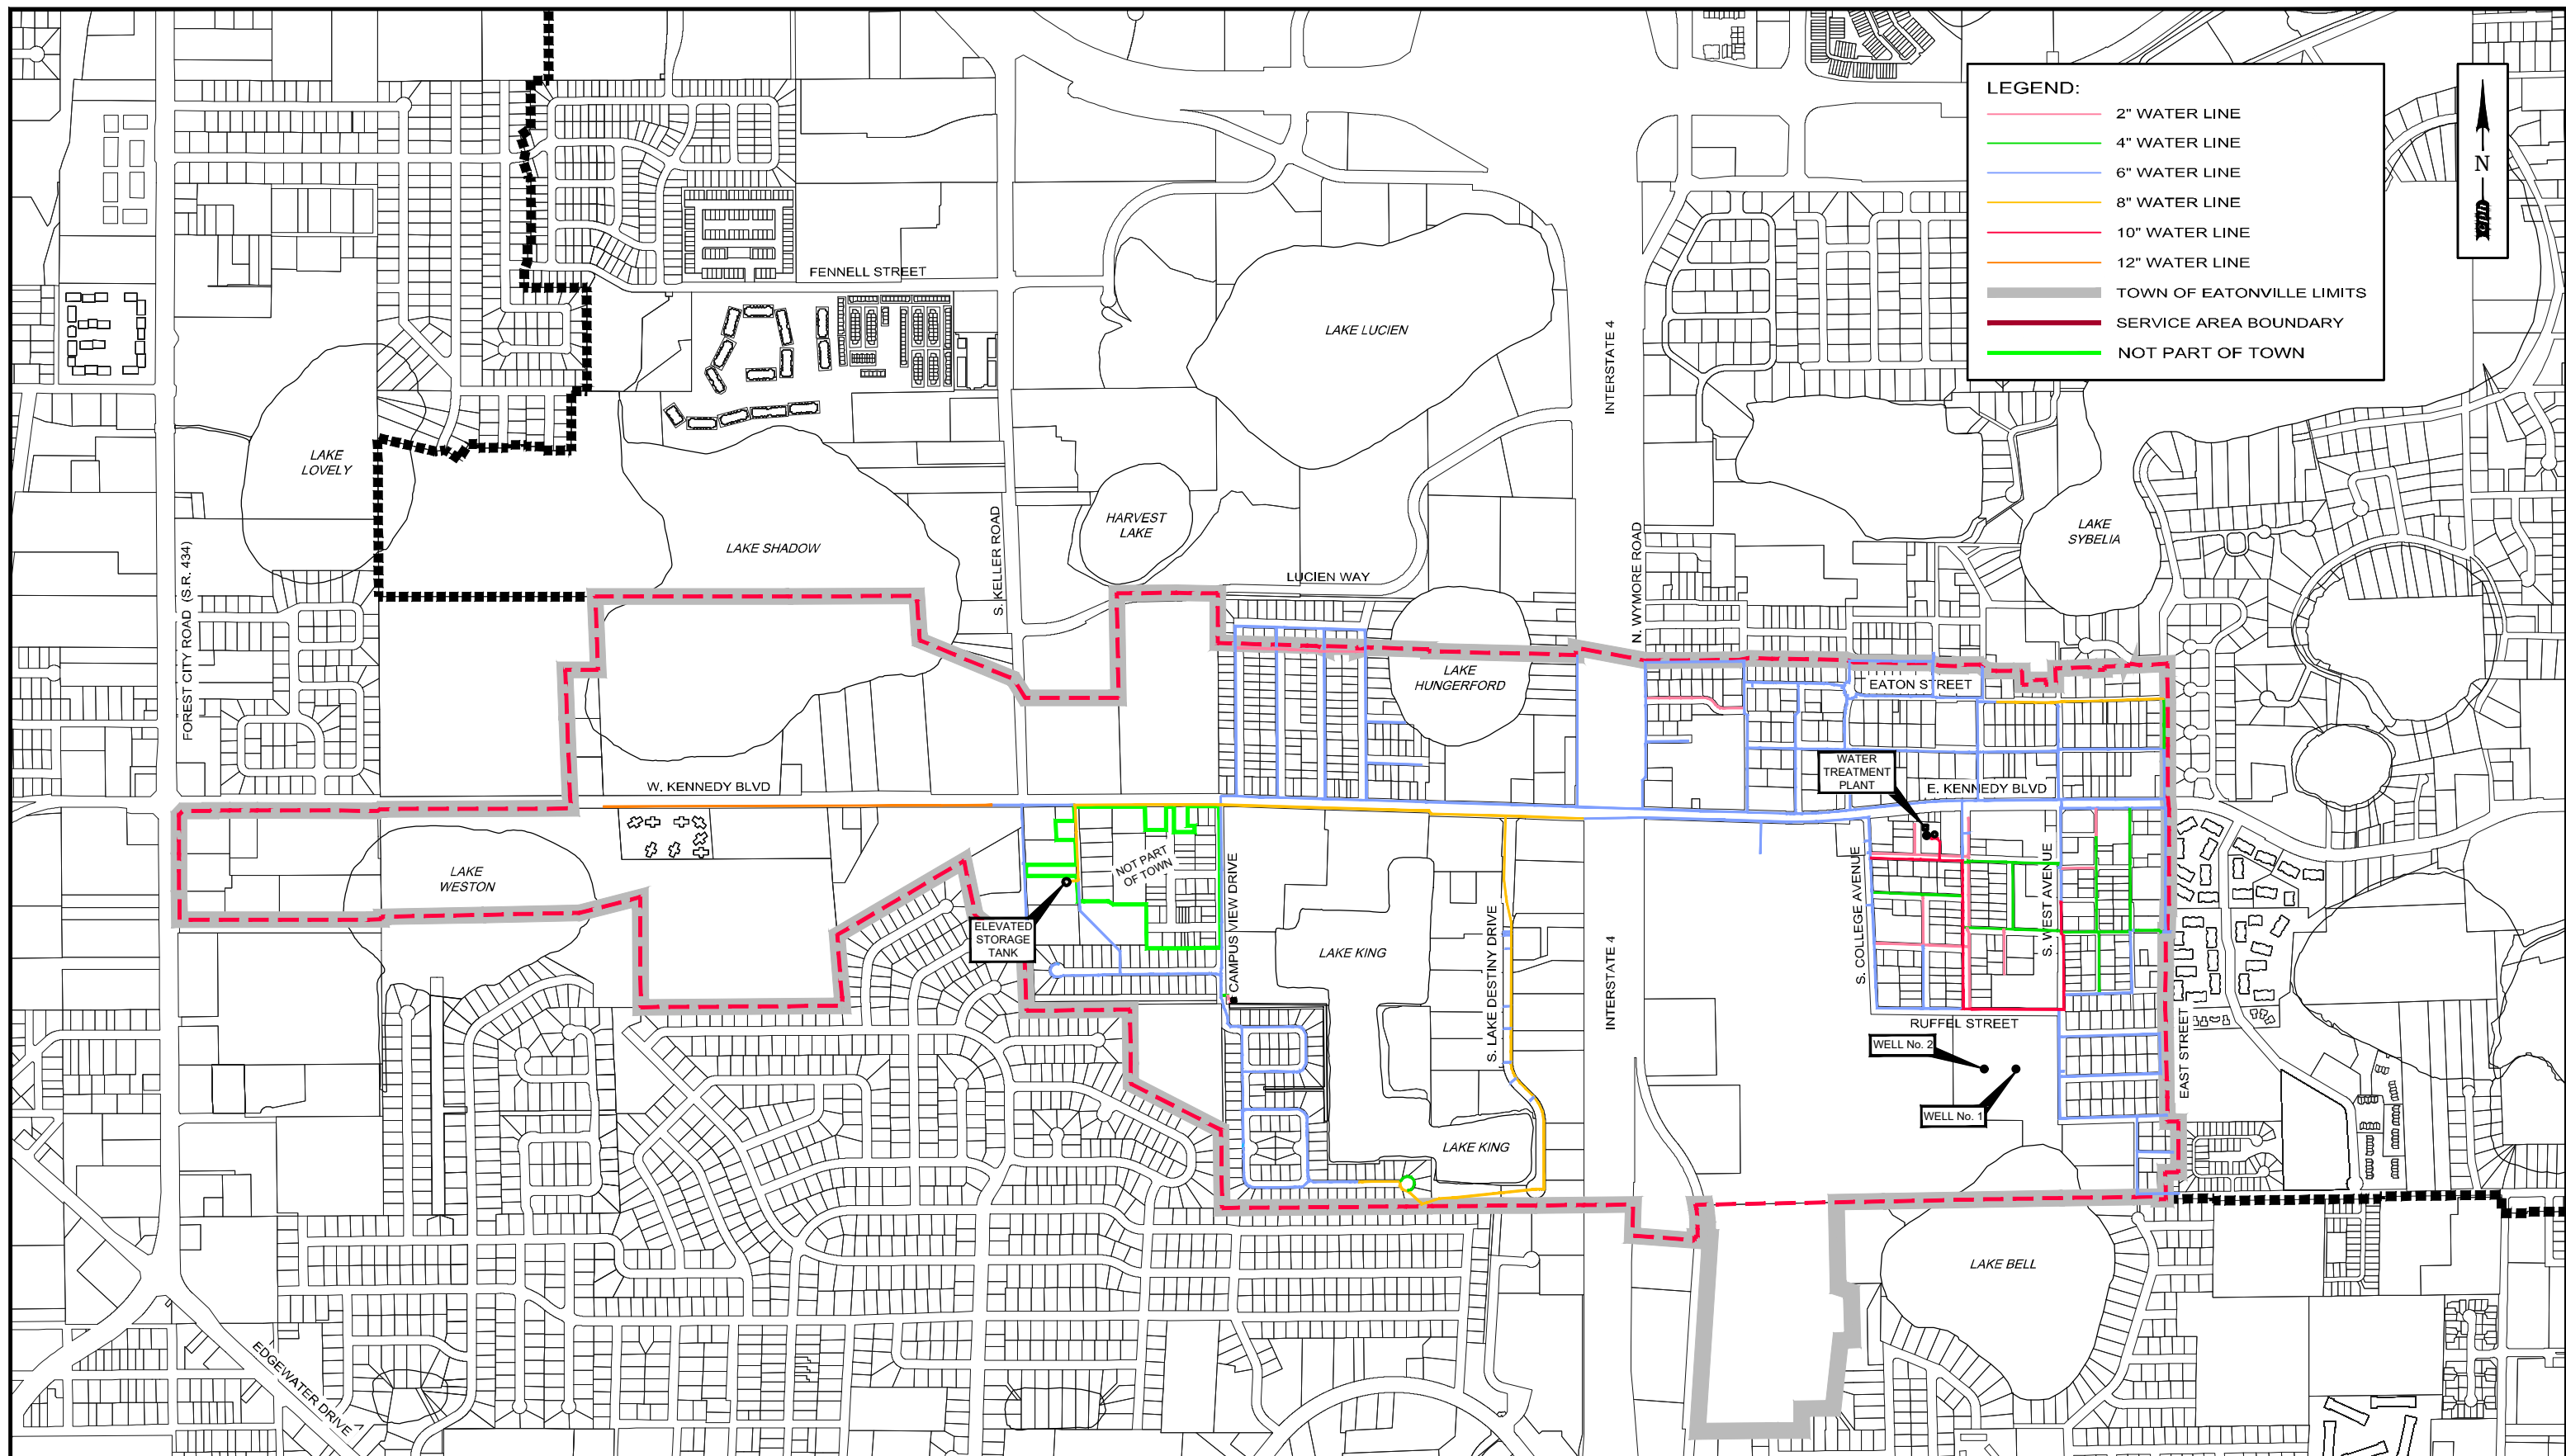 LEGEND:
2" WATER LINE
4" WATER LINE
6" WATER LINE
8" WATER LINE
10" WATER LINE
12" WATER LINE
TOWN OF EATONVILLE LIMITS
SERVICE AREA BOUNDARY
NOT PART OF TOWN
N
FENNELL STREET
LAKE LUCIEN
INTERSTATE 4
LAKE
LOVELY
HARVEST
LAKE
LAKE
SYBELIA
LAKE SHADOW
S. KELLER ROAD
LUCIEN WAY
N. WYMORE ROAD
FOREST CITY ROAD (S.R. 434)
LAKE
HUNGERFORD
EATON STREET
WATER
TREATMENT
PLANT
W. KENNEDY BLVD
E. KENNEDY BLVD
LAKE
WESTON
NOT PART
OF TOWN
CAMPUS VIEW DRIVE
S. COLLEGE AVENUE
S. WEST AVENUE
ELEVATED
STORAGE
TANK
LAKE KING
S. LAKE DESTINY DRIVE
INTERSTATE 4
RUFFEL STREET
WELL No. 2
EAST STREET
WELL No. 1
LAKE KING
LAKE BELL
EDGEWATER DRIVE